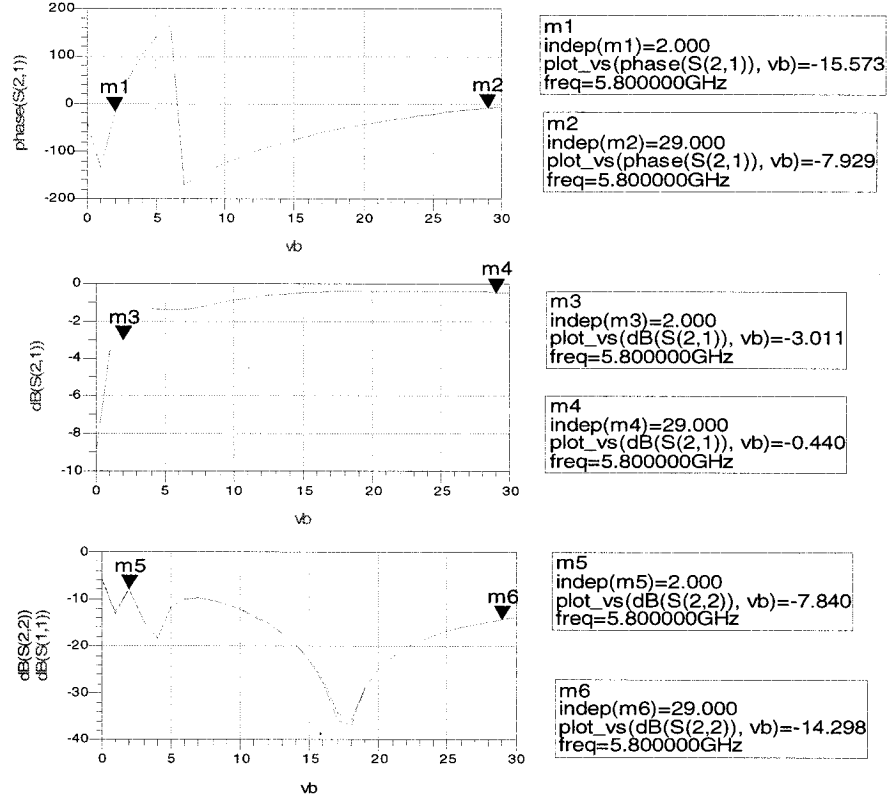 200
100
0
-100
-200
phase(S(2,1))
m1
m2
0
5
10
15
20
25
30
vb
m1
indep(m1)=2.000
plot_vs(phase(S(2,1)), vb)=-15.573
freq=5.800000GHz
m2
indep(m2)=29.000
plot_vs(phase(S(2,1)), vb)=-7.929
freq=5.800000GHz
0
-2
-4
-6
-8
-10
dB(S(2,1))
m3
m4
0
5
10
15
20
25
30
vb
m3
indep(m3)=2.000
plot_vs(dB(S(2,1)), vb)=-3.011
freq=5.800000GHz
m4
indep(m4)=29.000
plot_vs(dB(S(2,1)), vb)=-0.440
freq=5.800000GHz
0
-10
-20
-30
-40
dB(S(2,2))
dB(S(1,1))
m5
m6
0
5
10
15
20
25
30
vb
m5
indep(m5)=2.000
plot_vs(dB(S(2,2)), vb)=-7.840
freq=5.800000GHz
m6
indep(m6)=29.000
plot_vs(dB(S(2,2)), vb)=-14.298
freq=5.800000GHz